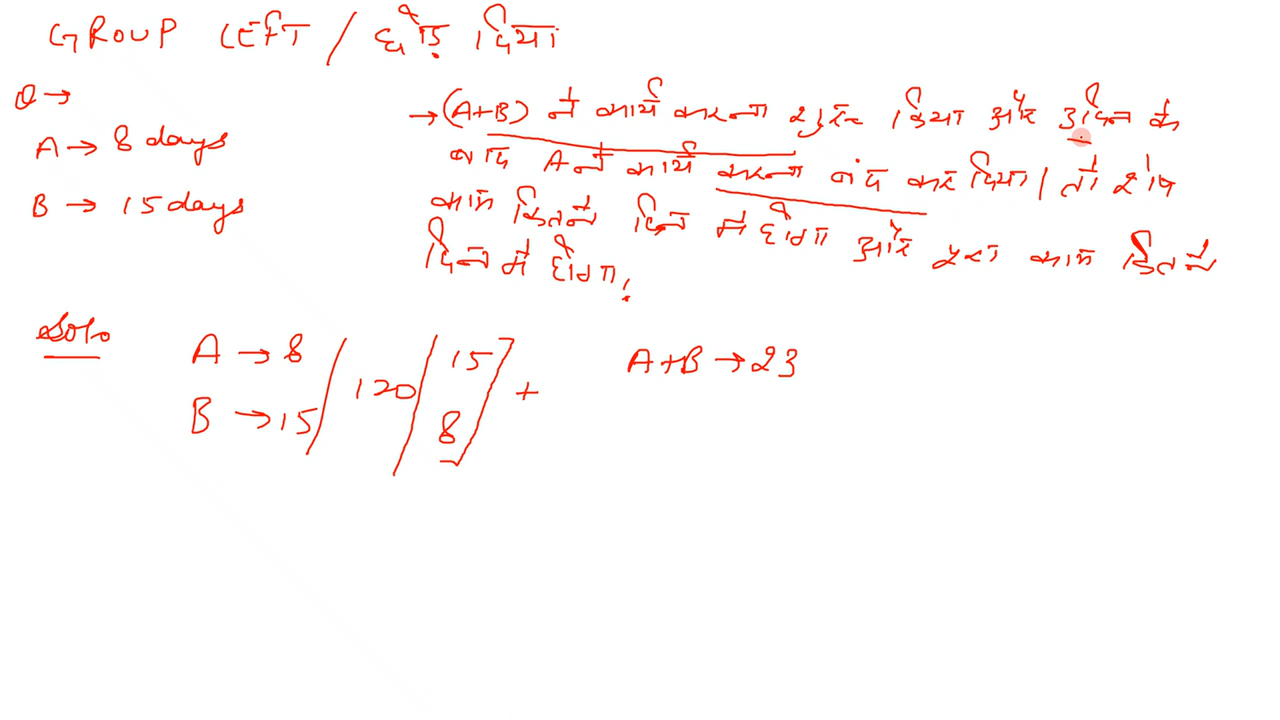 GROUP LEFT / छोड़ दिया
Q →
A → 8 days
B → 15 days
→ (A+B) ने कार्य करना शुरू किया और 3 दिन के
बाद A ने कार्य करना बंद कर दिया / तो शेष
काम कितने दिन में होगा और पूरा काम कितने
दिन में होगा
Solo
A → 8 / 120 / 15 ] +
B → 15 / 8
A+B → 23